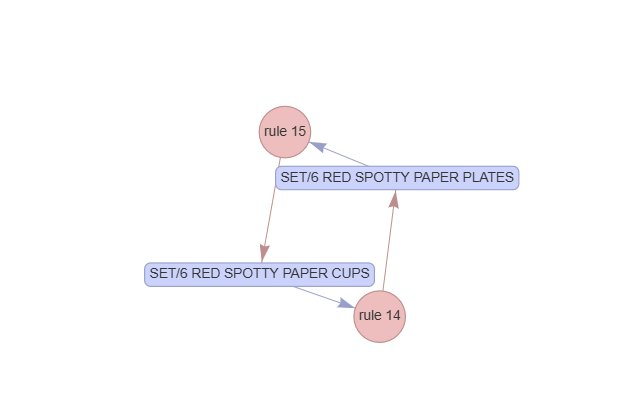 rule 15
SET/6 RED SPOTTY PAPER PLATES
SET/6 RED SPOTTY PAPER CUPS
rule 14